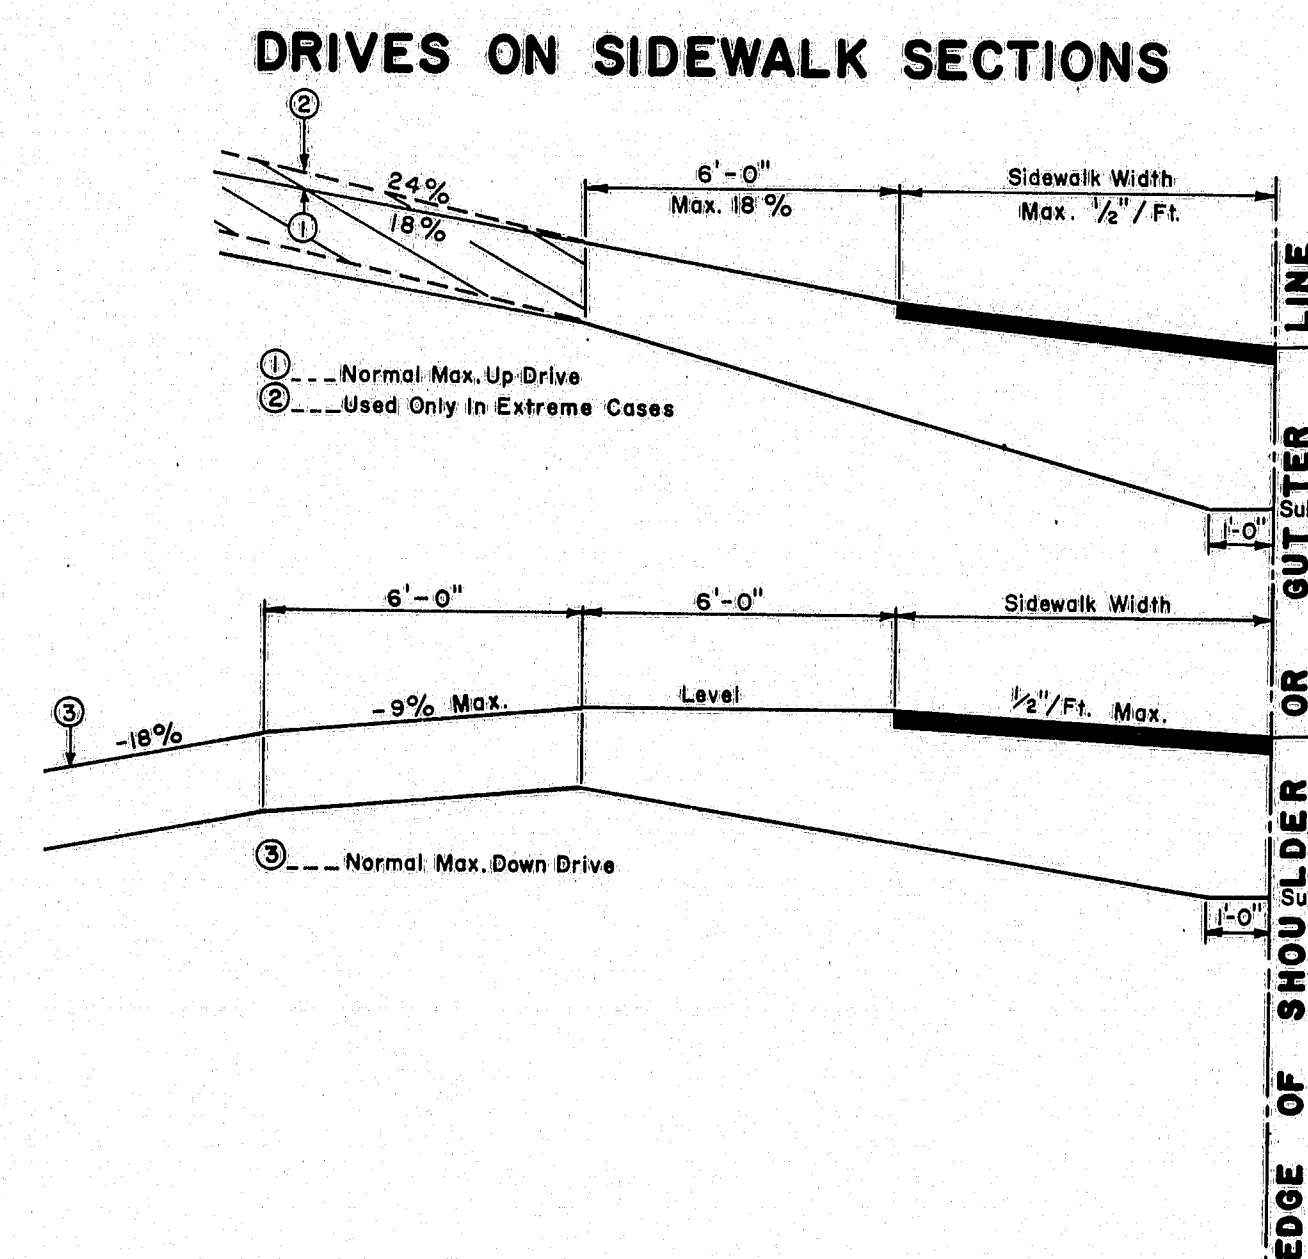 DRIVES ON SIDEWALK SECTIONS
②
24%
18%
①
6'-0"
Max. 18%
Sidewalk Width
Max. ½"/Ft.
①---Normal Max. Up Drive
②---Used Only In Extreme Cases
1'-0"
Su
6'-0"
6'-0"
Sidewalk Width
③
-18%
-9% Max.
Level
½"/Ft. Max.
③---Normal Max. Down Drive
1'-0"
Su
EDGE OF SHOULDER OR GUTTER LINE